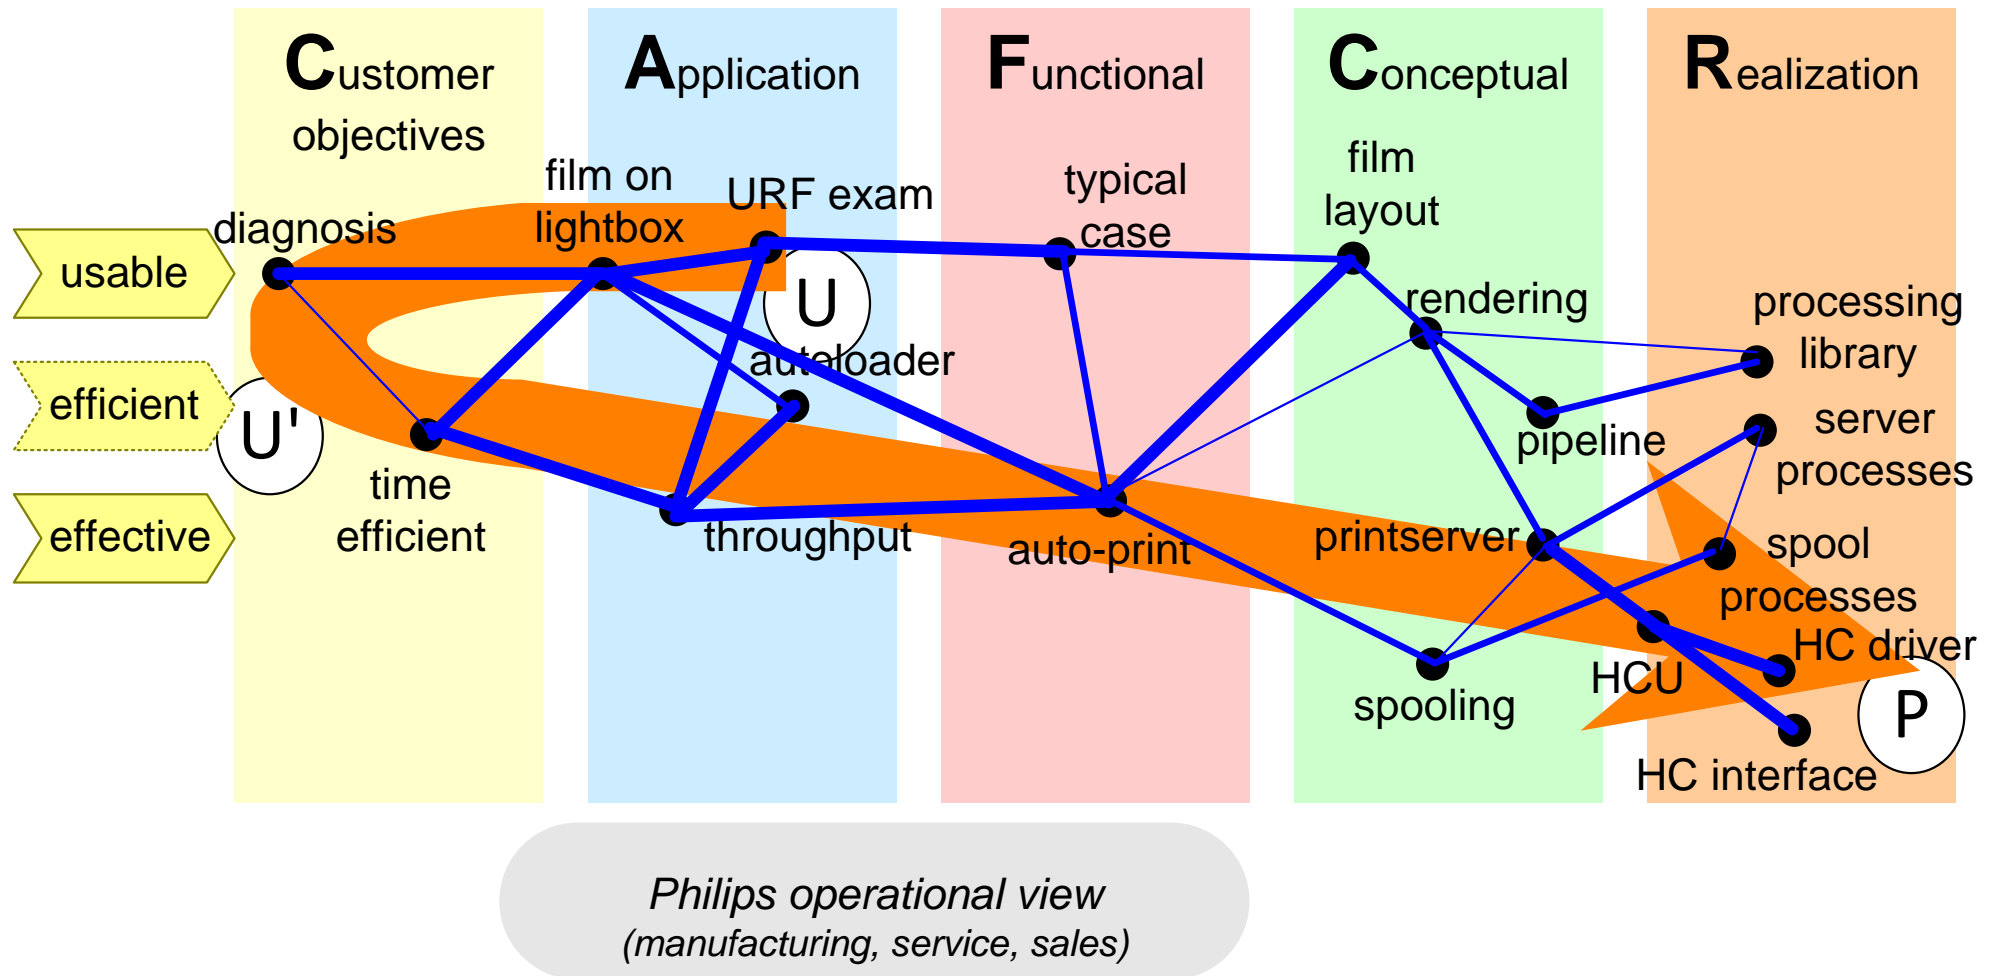 Customer
objectives
Application
Functional
Conceptual
Realization
film on
lightbox
URF exam
typical
case
film
layout
diagnosis
usable
U
rendering
processing
library
autoloader
efficient
U'
pipeline
server
processes
time
efficient
effective
throughput
auto-print
printserver
spool
processes
HC driver
HCU
spooling
P
HC interface
Philips operational view
(manufacturing, service, sales)